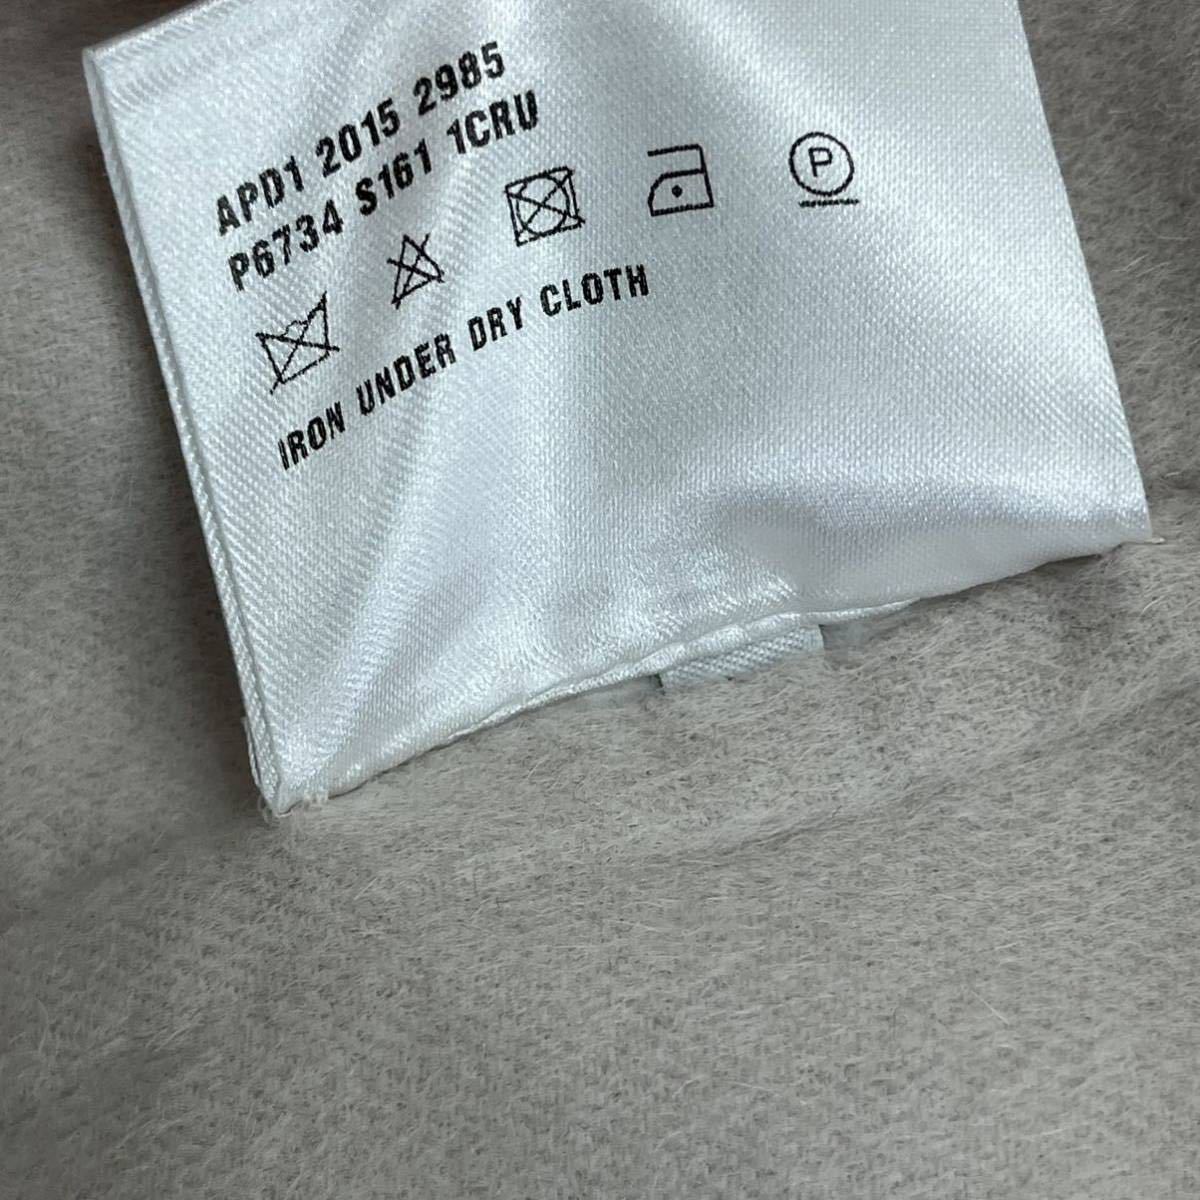 APD1 2015 2985
P6734 S161 1CRU
P
IRON UNDER DRY CLOTH